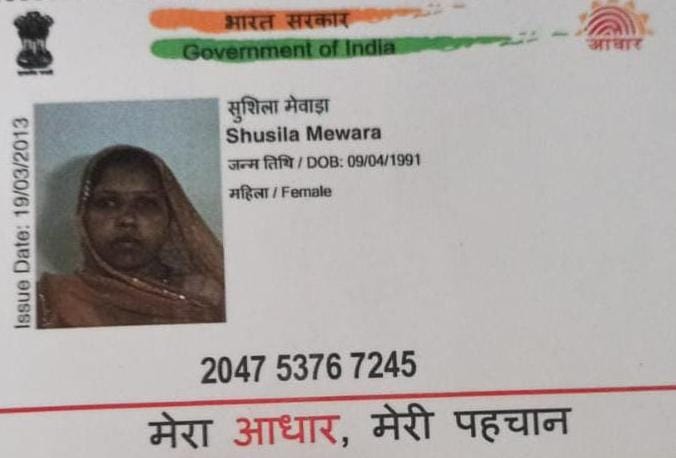 भारत सरकार
Government of India
आधार
सुशिला मेवाड़ा
Shusila Mewara
जन्म तिथि / DOB: 09/04/1991
महिला / Female
Issue Date: 19/03/2013
2047 5376 7245
मेरा आधार, मेरी पहचान